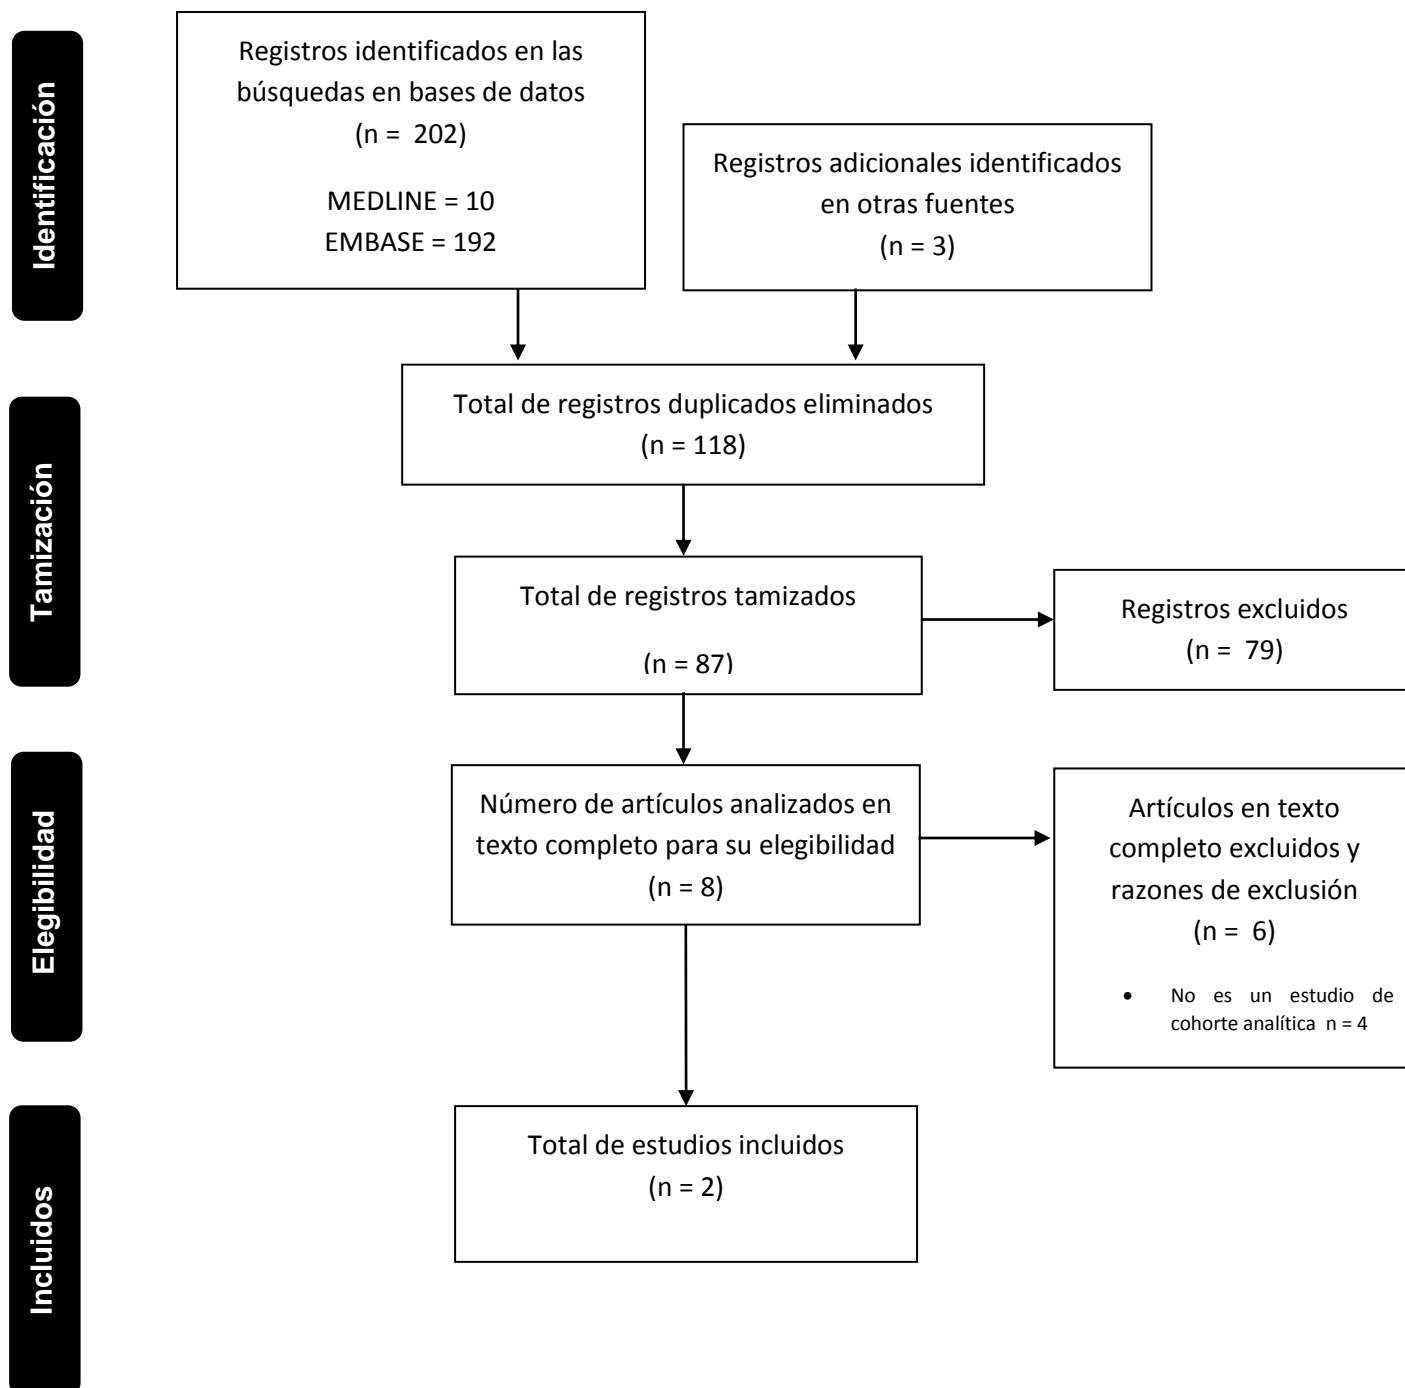 Identificación
Registros identificados en las
búsquedas en bases de datos
(n = 202)
MEDLINE = 10
EMBASE = 192
Registros adicionales identificados
en otras fuentes
(n = 3)
Tamización
Total de registros duplicados eliminados
(n = 118)
Total de registros tamizados
(n = 87)
Registros excluidos
(n = 79)
Elegibilidad
Número de artículos analizados en
texto completo para su elegibilidad
(n = 8)
Artículos en texto
completo excluidos y
razones de exclusión
(n = 6)
• No es un estudio de
cohorte analítica n = 4
Incluidos
Total de estudios incluidos
(n = 2)